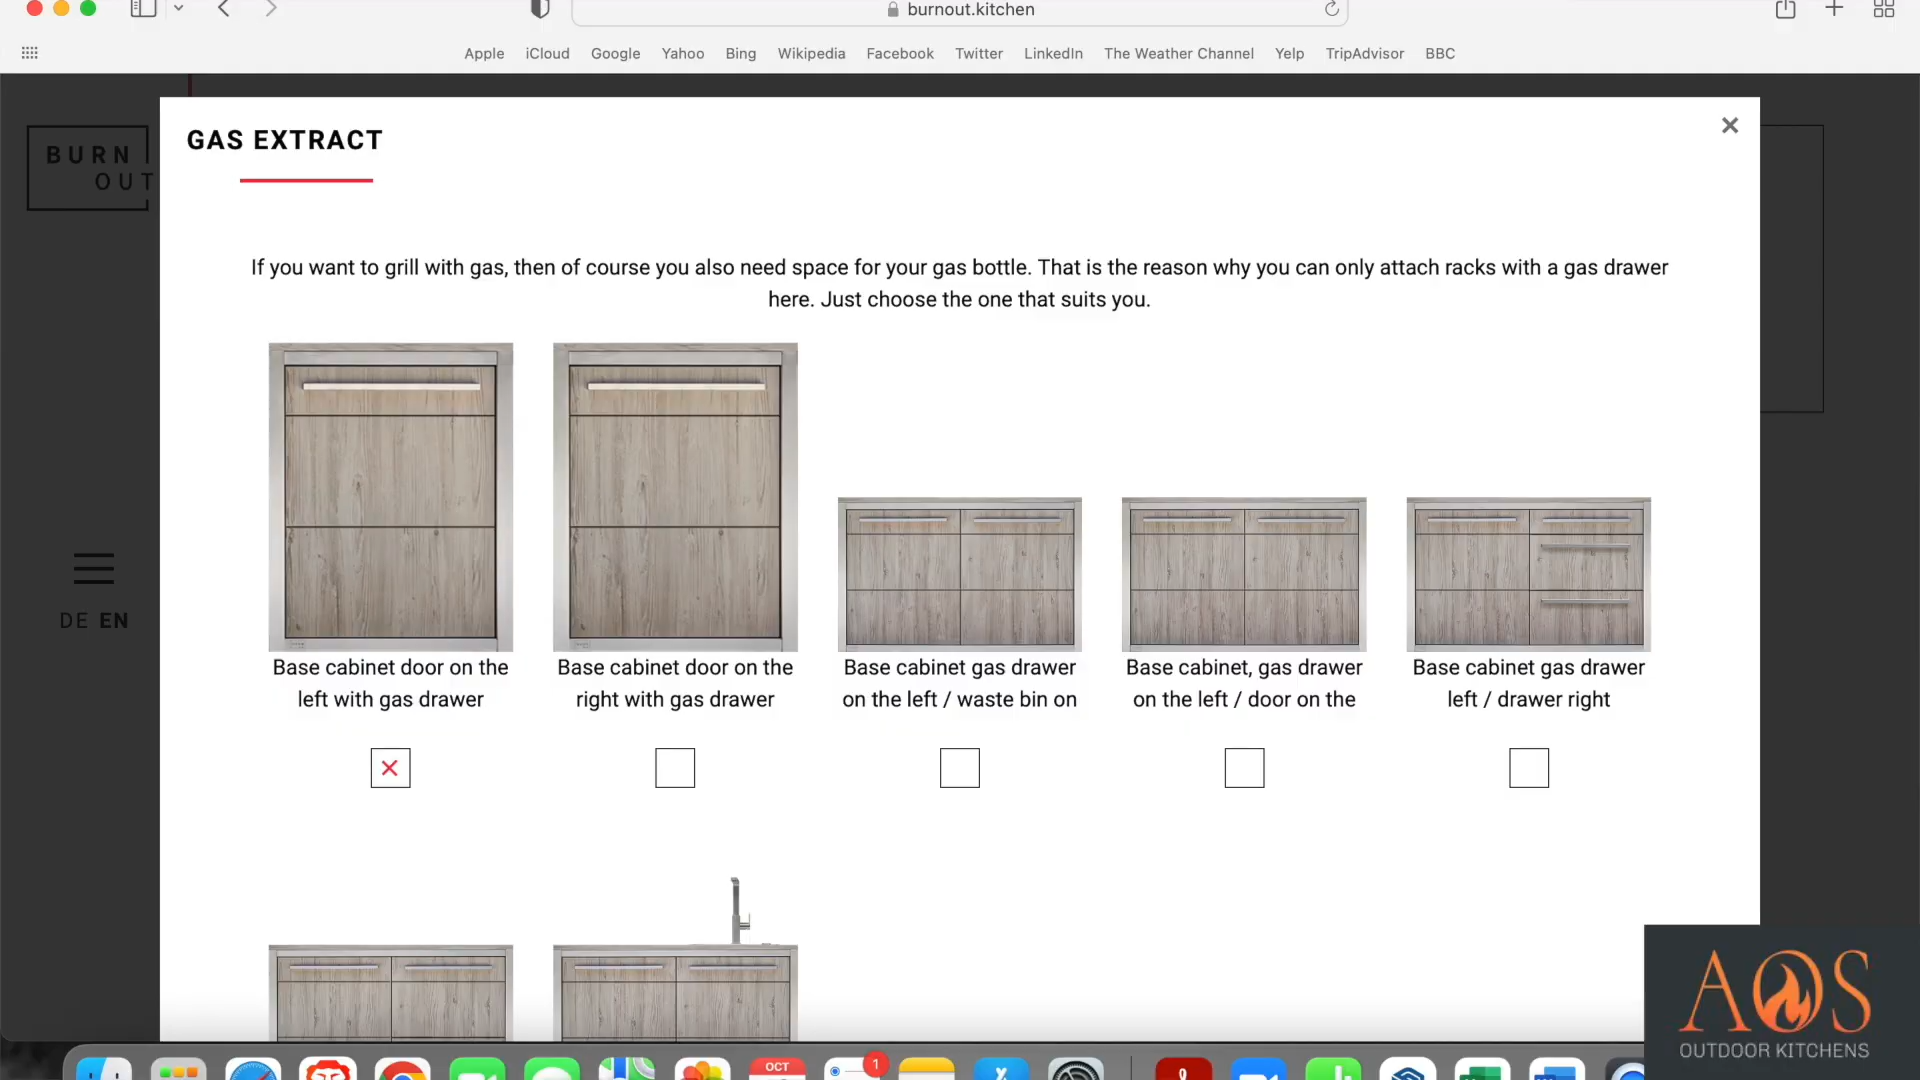 burnout.kitchen
Apple iCloud Google Yahoo Bing Wikipedia Facebook Twitter LinkedIn The Weather Channel Yelp TripAdvisor BBC
BURN
OUT
GAS EXTRACT
If you want to grill with gas, then of course you also need space for your gas bottle. That is the reason why you can only attach racks with a gas drawer
here. Just choose the one that suits you.
Base cabinet door on the
left with gas drawer
Base cabinet door on the
right with gas drawer
Base cabinet gas drawer
on the left / waste bin on
Base cabinet, gas drawer
on the left / door on the
Base cabinet gas drawer
left / drawer right
DE EN
AOS
OUTDOOR KITCHENS
OCT
1